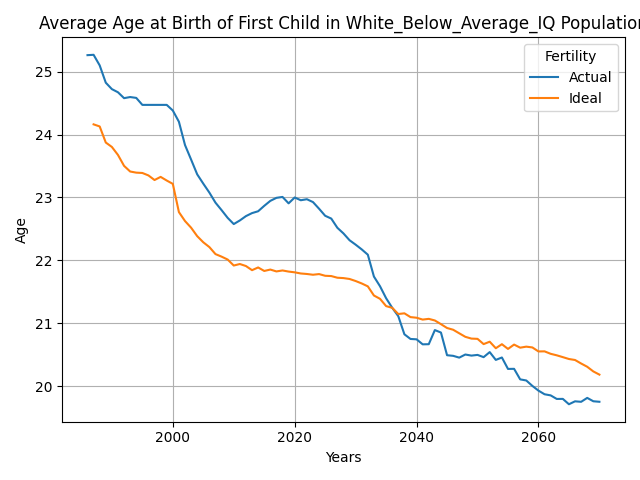 Average Age at Birth of First Child in White_Below_Average_IQ Population
Fertility
Actual
Ideal
Age
25
24
23
22
21
20
2000
2020
2040
2060
Years